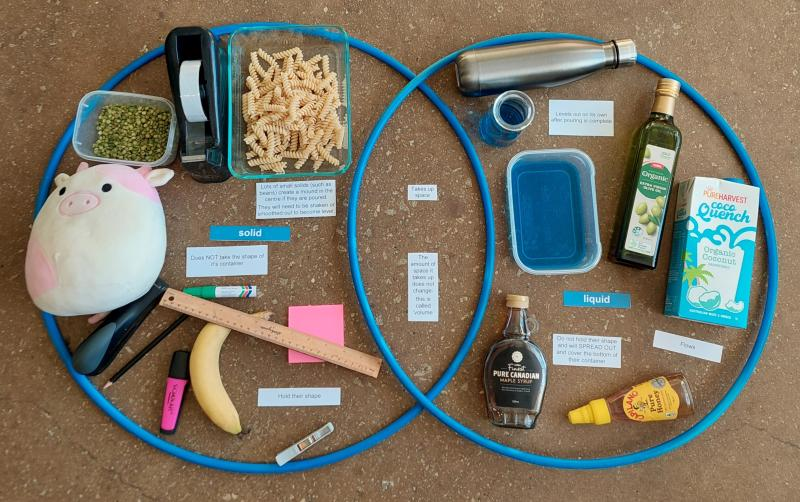 Lots of small solids (such as
beans) create a mound in the
centre if they are poured.
They will need to be shaken or
smoothed out to become level.
solid
Does NOT take the shape of
it's container
Hold their shape
Takes up
space
The
amount of
space it
takes up
does not
change.
this is
called
volume
Levels out on its own
after pouring is complete
liquid
Do not hold their shape
and will SPREAD OUT
and cover the bottom of
their container
Flows
Organic
EXTRA VIRGIN
OLIVE OIL
PUREHARVEST
coco
Quench
Organic
Coconut
Finest
PURE CANADIAN
MAPLE SYRUP
Pure
Honey